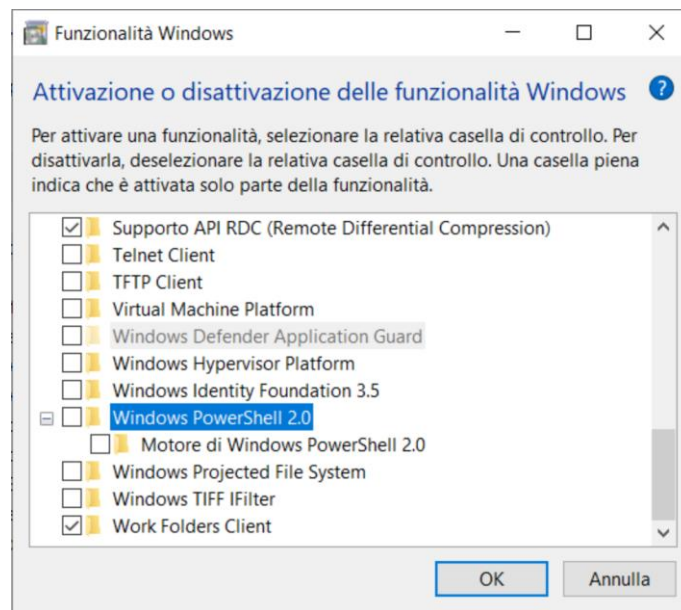 Funzionalità Windows
Attivazione o disattivazione delle funzionalità Windows
Per attivare una funzionalità, selezionare la relativa casella di controllo. Per
disattivarla, deselezionare la relativa casella di controllo. Una casella piena
indica che è attivata solo parte della funzionalità.
Supporto API RDC (Remote Differential Compression)
Telnet Client
TFTP Client
Virtual Machine Platform
Windows Defender Application Guard
Windows Hypervisor Platform
Windows Identity Foundation 3.5
Windows PowerShell 2.0
Motore di Windows PowerShell 2.0
Windows Projected File System
Windows TIFF IFilter
Work Folders Client
OK Annulla